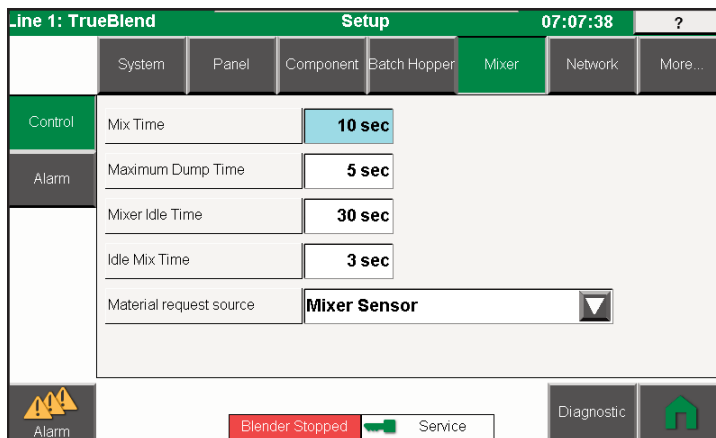 Line 1: TrueBlend Setup 07:07:38 ?
System Panel Component Batch Hopper Mixer Network More...
Control
Mix Time 10 sec
Maximum Dump Time 5 sec
Alarm
Mixer Idle Time 30 sec
Idle Mix Time 3 sec
Material request source Mixer Sensor
Alarm
Blender Stopped Service
Diagnostic